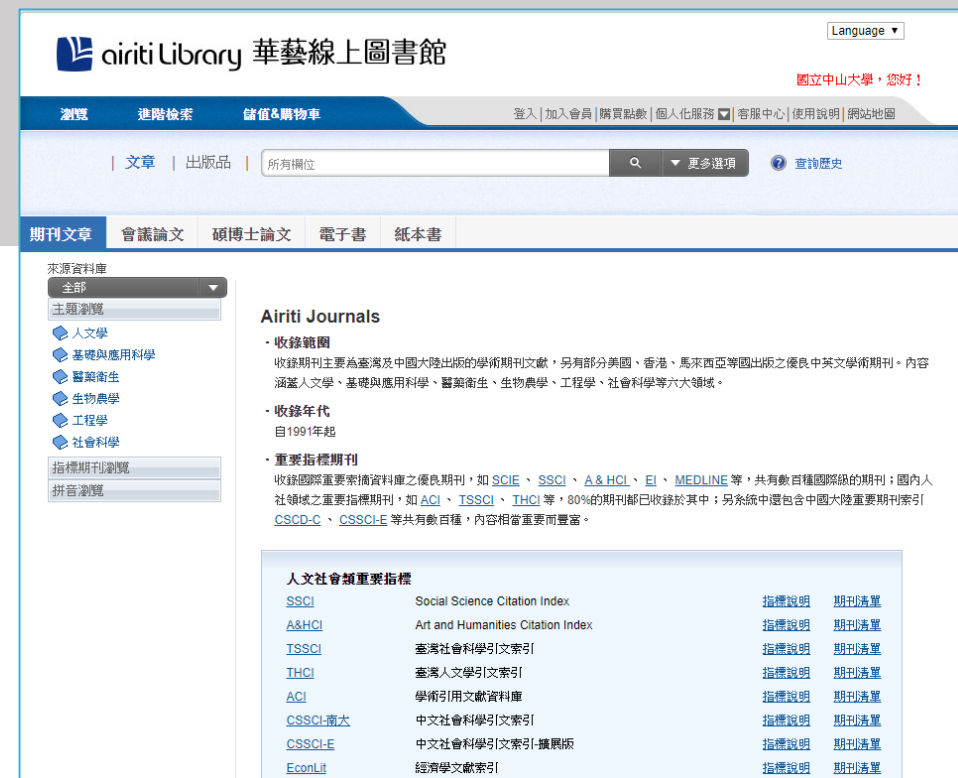 Language ▼
airiti Library 華藝線上圖書館
國立中山大學，您好！
瀏覽 進階檢索 儲值&購物車 登入|加入會員|購買點數|個人化服務|客服中心|使用說明|網站地圖
| 文章 | 出版品 | 所有欄位 ▼ 更多選項 ? 查詢歷史
期刊文章 會議論文 碩博士論文 電子書 紙本書
來源資料庫
全部
主題瀏覽
人文學
基礎與應用科學
醫藥衛生
生物農學
工程學
社會科學
指標期刊瀏覽
拼音瀏覽
Airiti Journals
・收錄範圍
收錄期刊主要為臺灣及中國大陸出版的學術期刊文獻，另有部分美國、香港、馬來西亞等國出版之優良中英文學術期刊。內容
涵蓋人文學、基礎與應用科學、醫藥衛生、生物農學、工程學、社會科學等六大領域。
・收錄年代
自1991年起
・重要指標期刊
收錄國際重要索摘資料庫之優良期刊，如 SCIE 、 SSCI 、 A & HCI 、 EI 、 MEDLINE 等，共有數百種國際級的期刊；國內人
社領域之重要指標期刊，如 ACI 、 TSSCI 、 THCI 等，80%的期刊都已收錄於其中；另系統中還包含中國大陸重要期刊索引
CSCD-C 、 CSSCI-E 等共有數百種，內容相當重要而豐富。
人文社會類重要指標
SSCI Social Science Citation Index 指標說明 期刊清單
A&HCI Art and Humanities Citation Index 指標說明 期刊清單
TSSCI 臺灣社會科學引文索引 指標說明 期刊清單
THCI 臺灣人文學引文索引 指標說明 期刊清單
ACI 學術引用文獻資料庫 指標說明 期刊清單
CSSCI-南大 中文社會科學引文索引 指標說明 期刊清單
CSSCI-E 中文社會科學引文索引-擴展版 指標說明 期刊清單
EconLit 經濟學文獻索引 指標說明 期刊清單